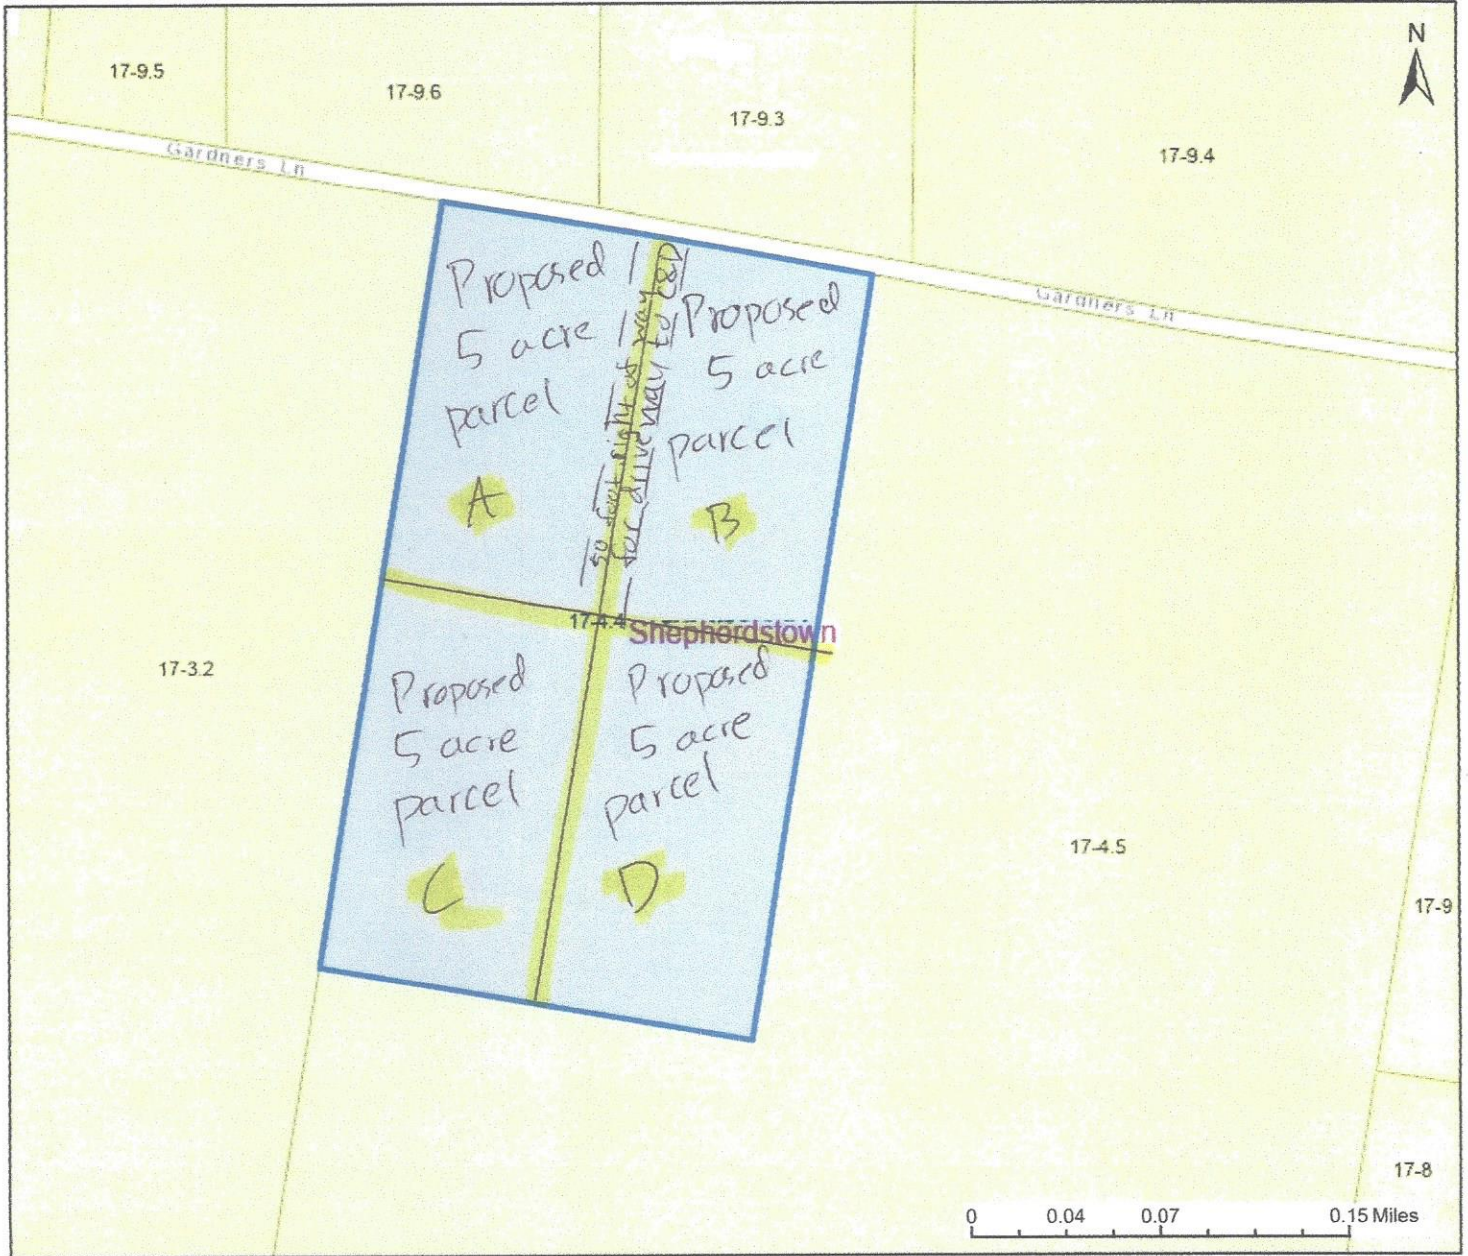 N
17-9.5
17-9.6
17-9.3
17-9.4
Gardners Ln
Gardners Ln
Proposed
5 acre
parcel
A
50 foot right of way
for driveway to C&D
Proposed
5 acre
parcel
B
17-4.4
Shepherdstown
17-3.2
Proposed
5 acre
parcel
C
Proposed
5 acre
parcel
D
17-4.5
17-9
17-8
0 0.04 0.07 0.15 Miles